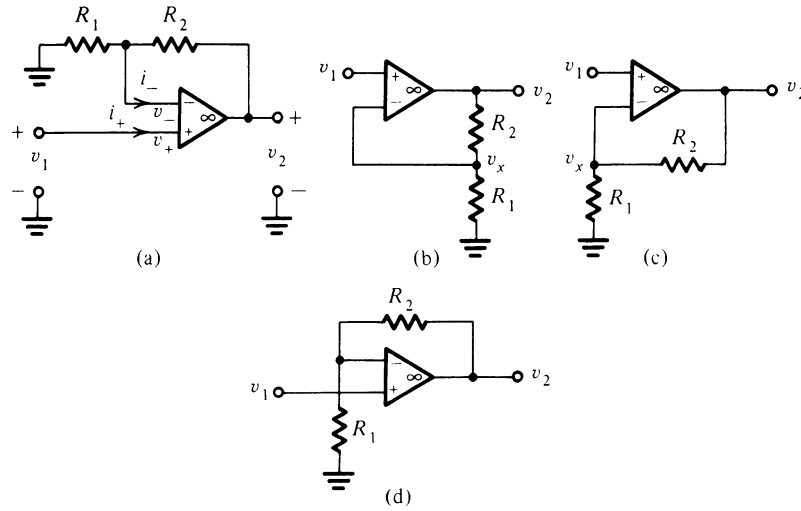 R₁ R₂
i₋
v₋ − ∞
+ i₊ v₊ + +
v₁ v₂
− −
(a)
v₁ + ∞ − v₂
R₂
vₓ
R₁
(b)
v₁ + ∞ − v₂
R₂
vₓ
R₁
(c)
R₂
− ∞
v₁ + v₂
R₁
(d)